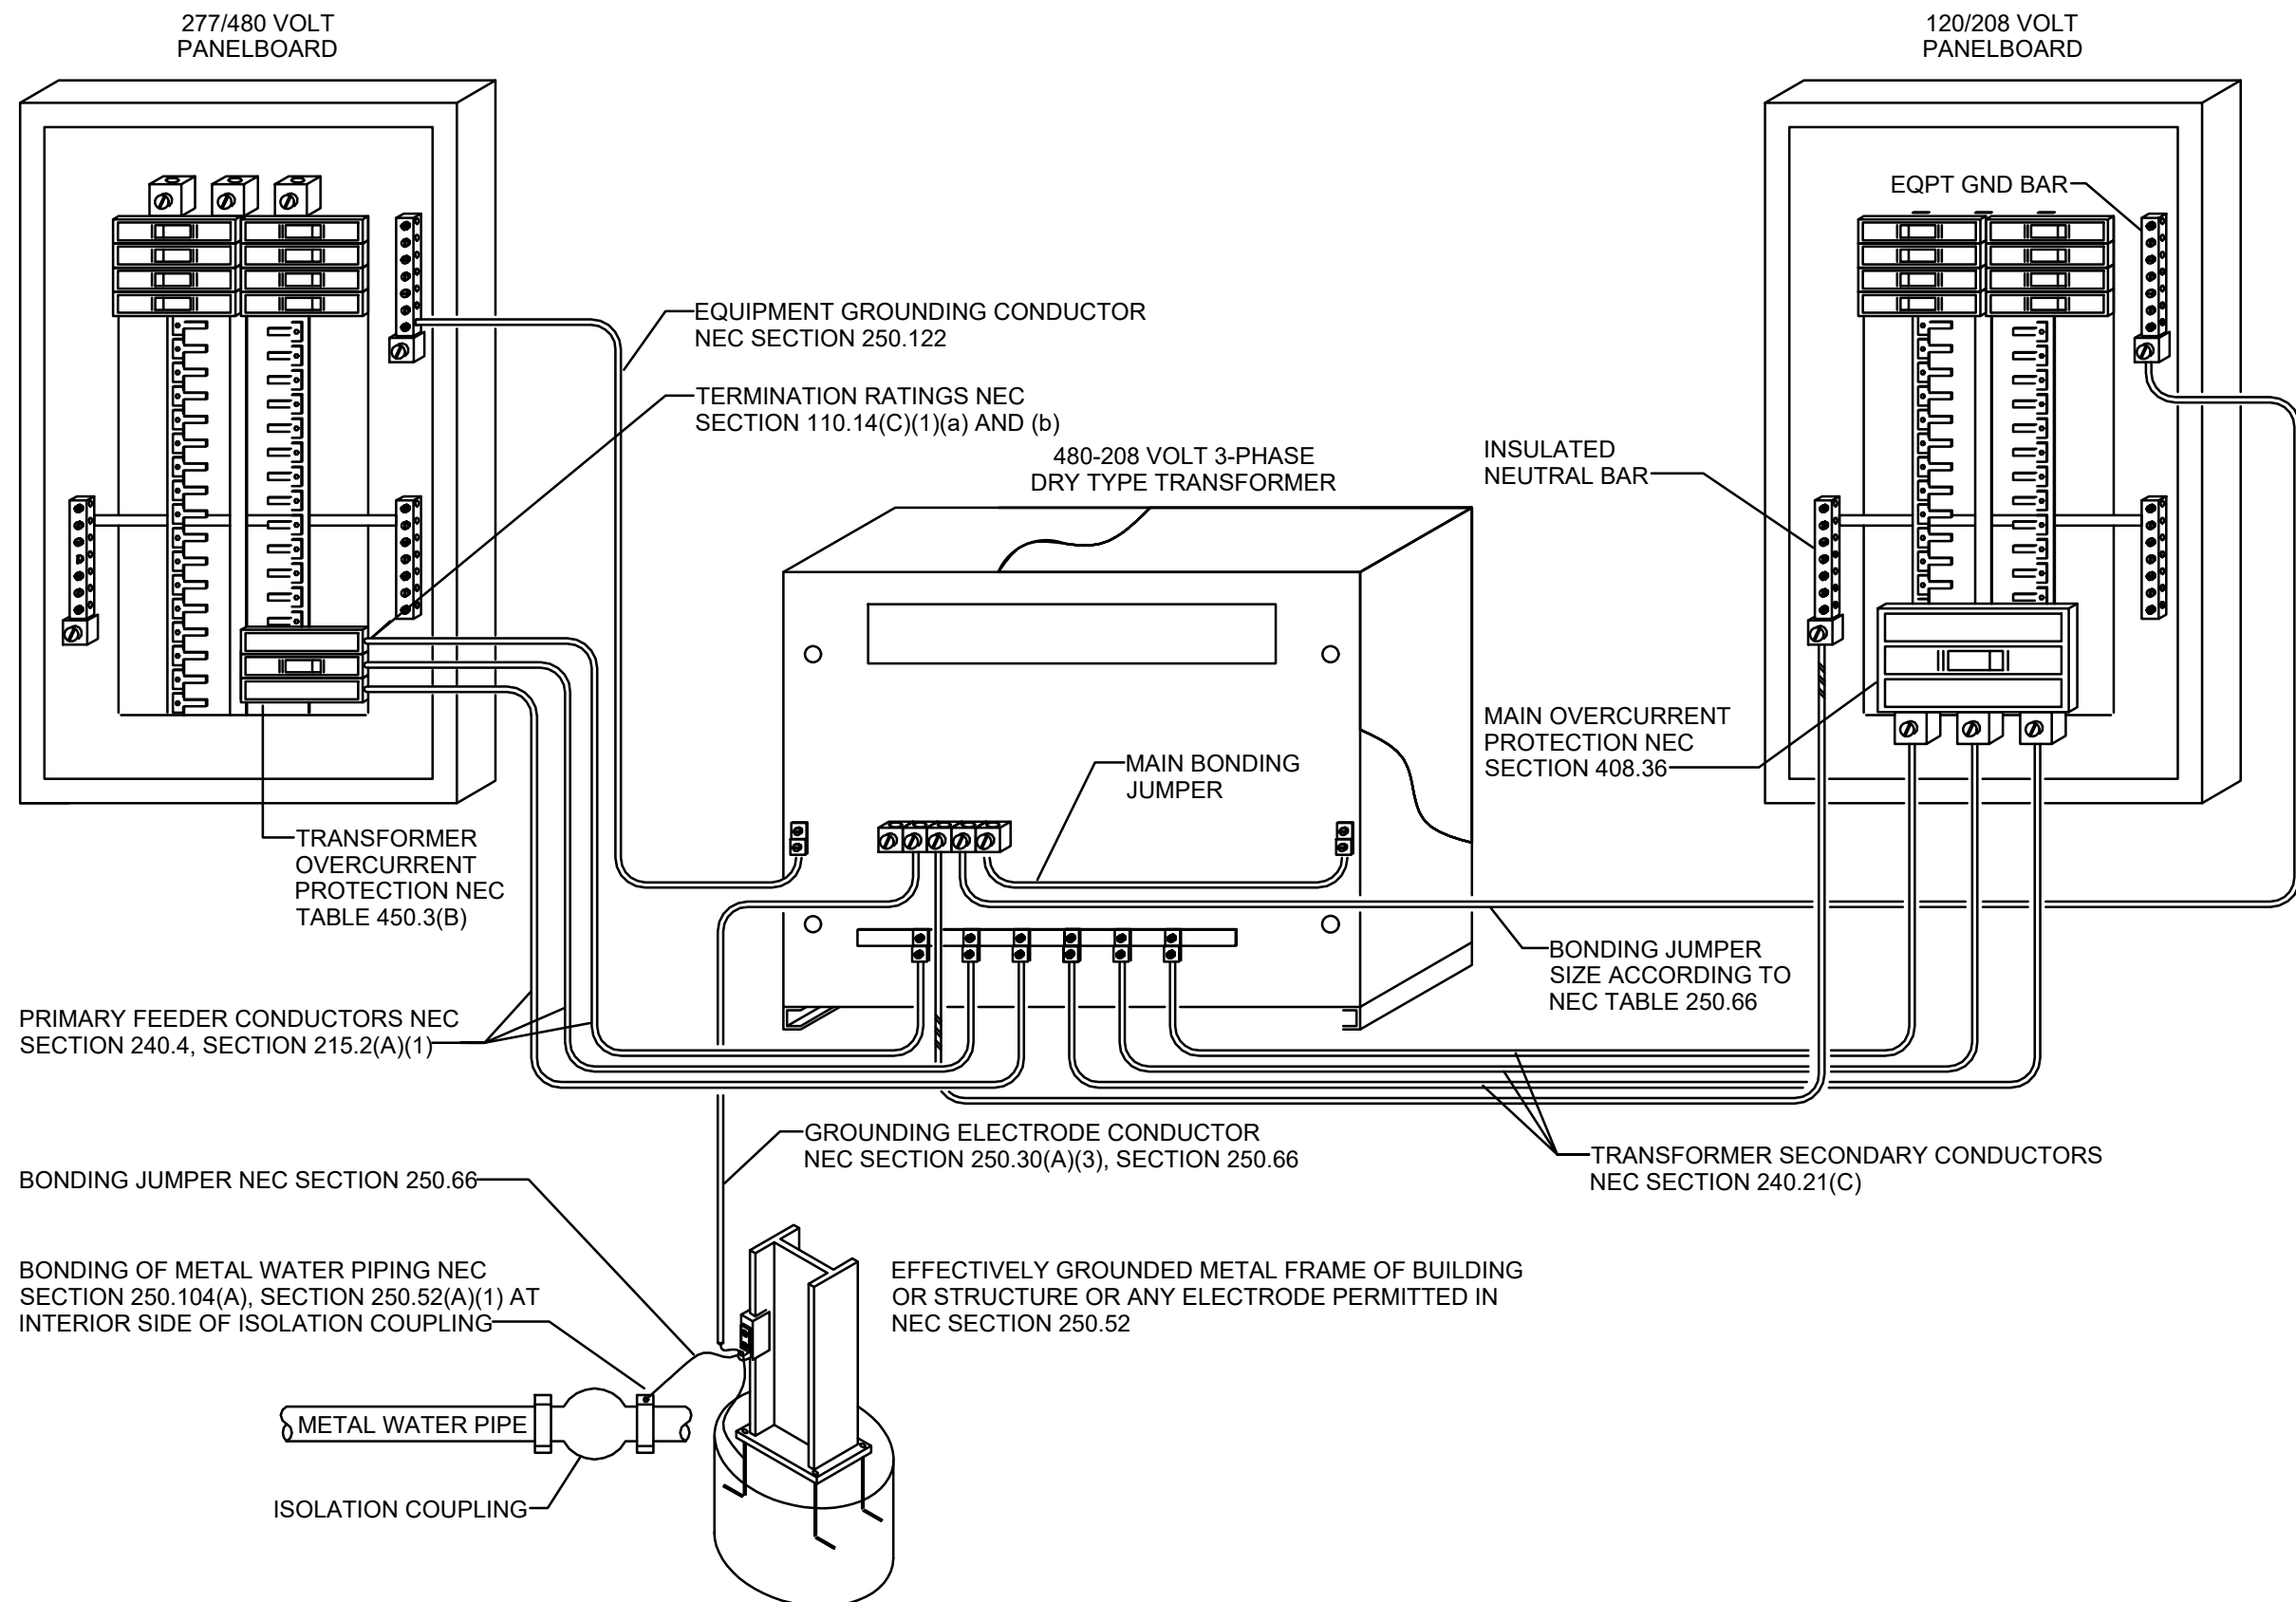 277/480 VOLT
PANELBOARD
120/208 VOLT
PANELBOARD
EQPT GND BAR
EQUIPMENT GROUNDING CONDUCTOR
NEC SECTION 250.122
TERMINATION RATINGS NEC
SECTION 110.14(C)(1)(a) AND (b)
480-208 VOLT 3-PHASE
DRY TYPE TRANSFORMER
INSULATED
NEUTRAL BAR
MAIN OVERCURRENT
PROTECTION NEC
SECTION 408.36
MAIN BONDING
JUMPER
TRANSFORMER
OVERCURRENT
PROTECTION NEC
TABLE 450.3(B)
BONDING JUMPER
SIZE ACCORDING TO
NEC TABLE 250.66
PRIMARY FEEDER CONDUCTORS NEC
SECTION 240.4, SECTION 215.2(A)(1)
GROUNDING ELECTRODE CONDUCTOR
NEC SECTION 250.30(A)(3), SECTION 250.66
TRANSFORMER SECONDARY CONDUCTORS
NEC SECTION 240.21(C)
BONDING JUMPER NEC SECTION 250.66
BONDING OF METAL WATER PIPING NEC
SECTION 250.104(A), SECTION 250.52(A)(1) AT
INTERIOR SIDE OF ISOLATION COUPLING
EFFECTIVELY GROUNDED METAL FRAME OF BUILDING
OR STRUCTURE OR ANY ELECTRODE PERMITTED IN
NEC SECTION 250.52
METAL WATER PIPE
ISOLATION COUPLING